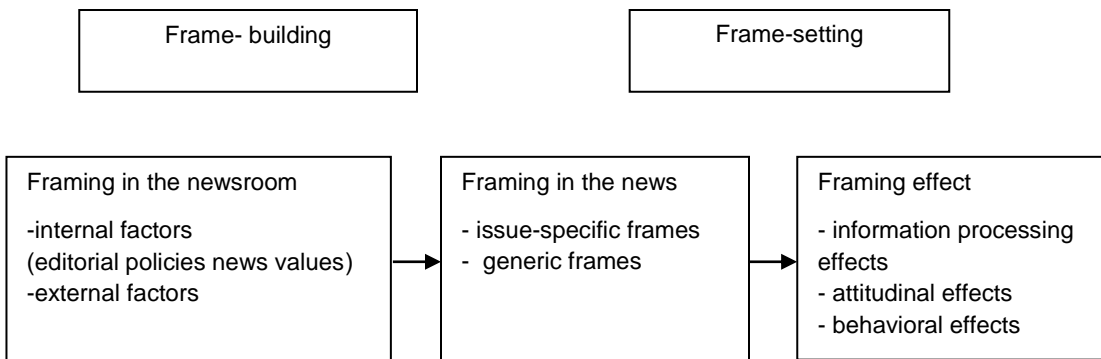 Frame- building
Frame-setting
Framing in the newsroom
-internal factors
(editorial policies news values)
-external factors
Framing in the news
- issue-specific frames
- generic frames
Framing effect
- information processing
effects
- attitudinal effects
- behavioral effects